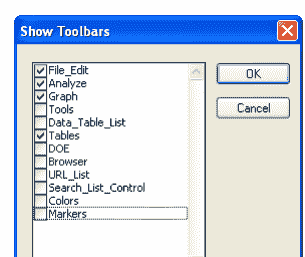 Show Toolbars
File_Edit
Analyze
Graph
Tools
Data_Table_List
Tables
DOE
Browser
URL_List
Search_List_Control
Colors
Markers
OK
Cancel